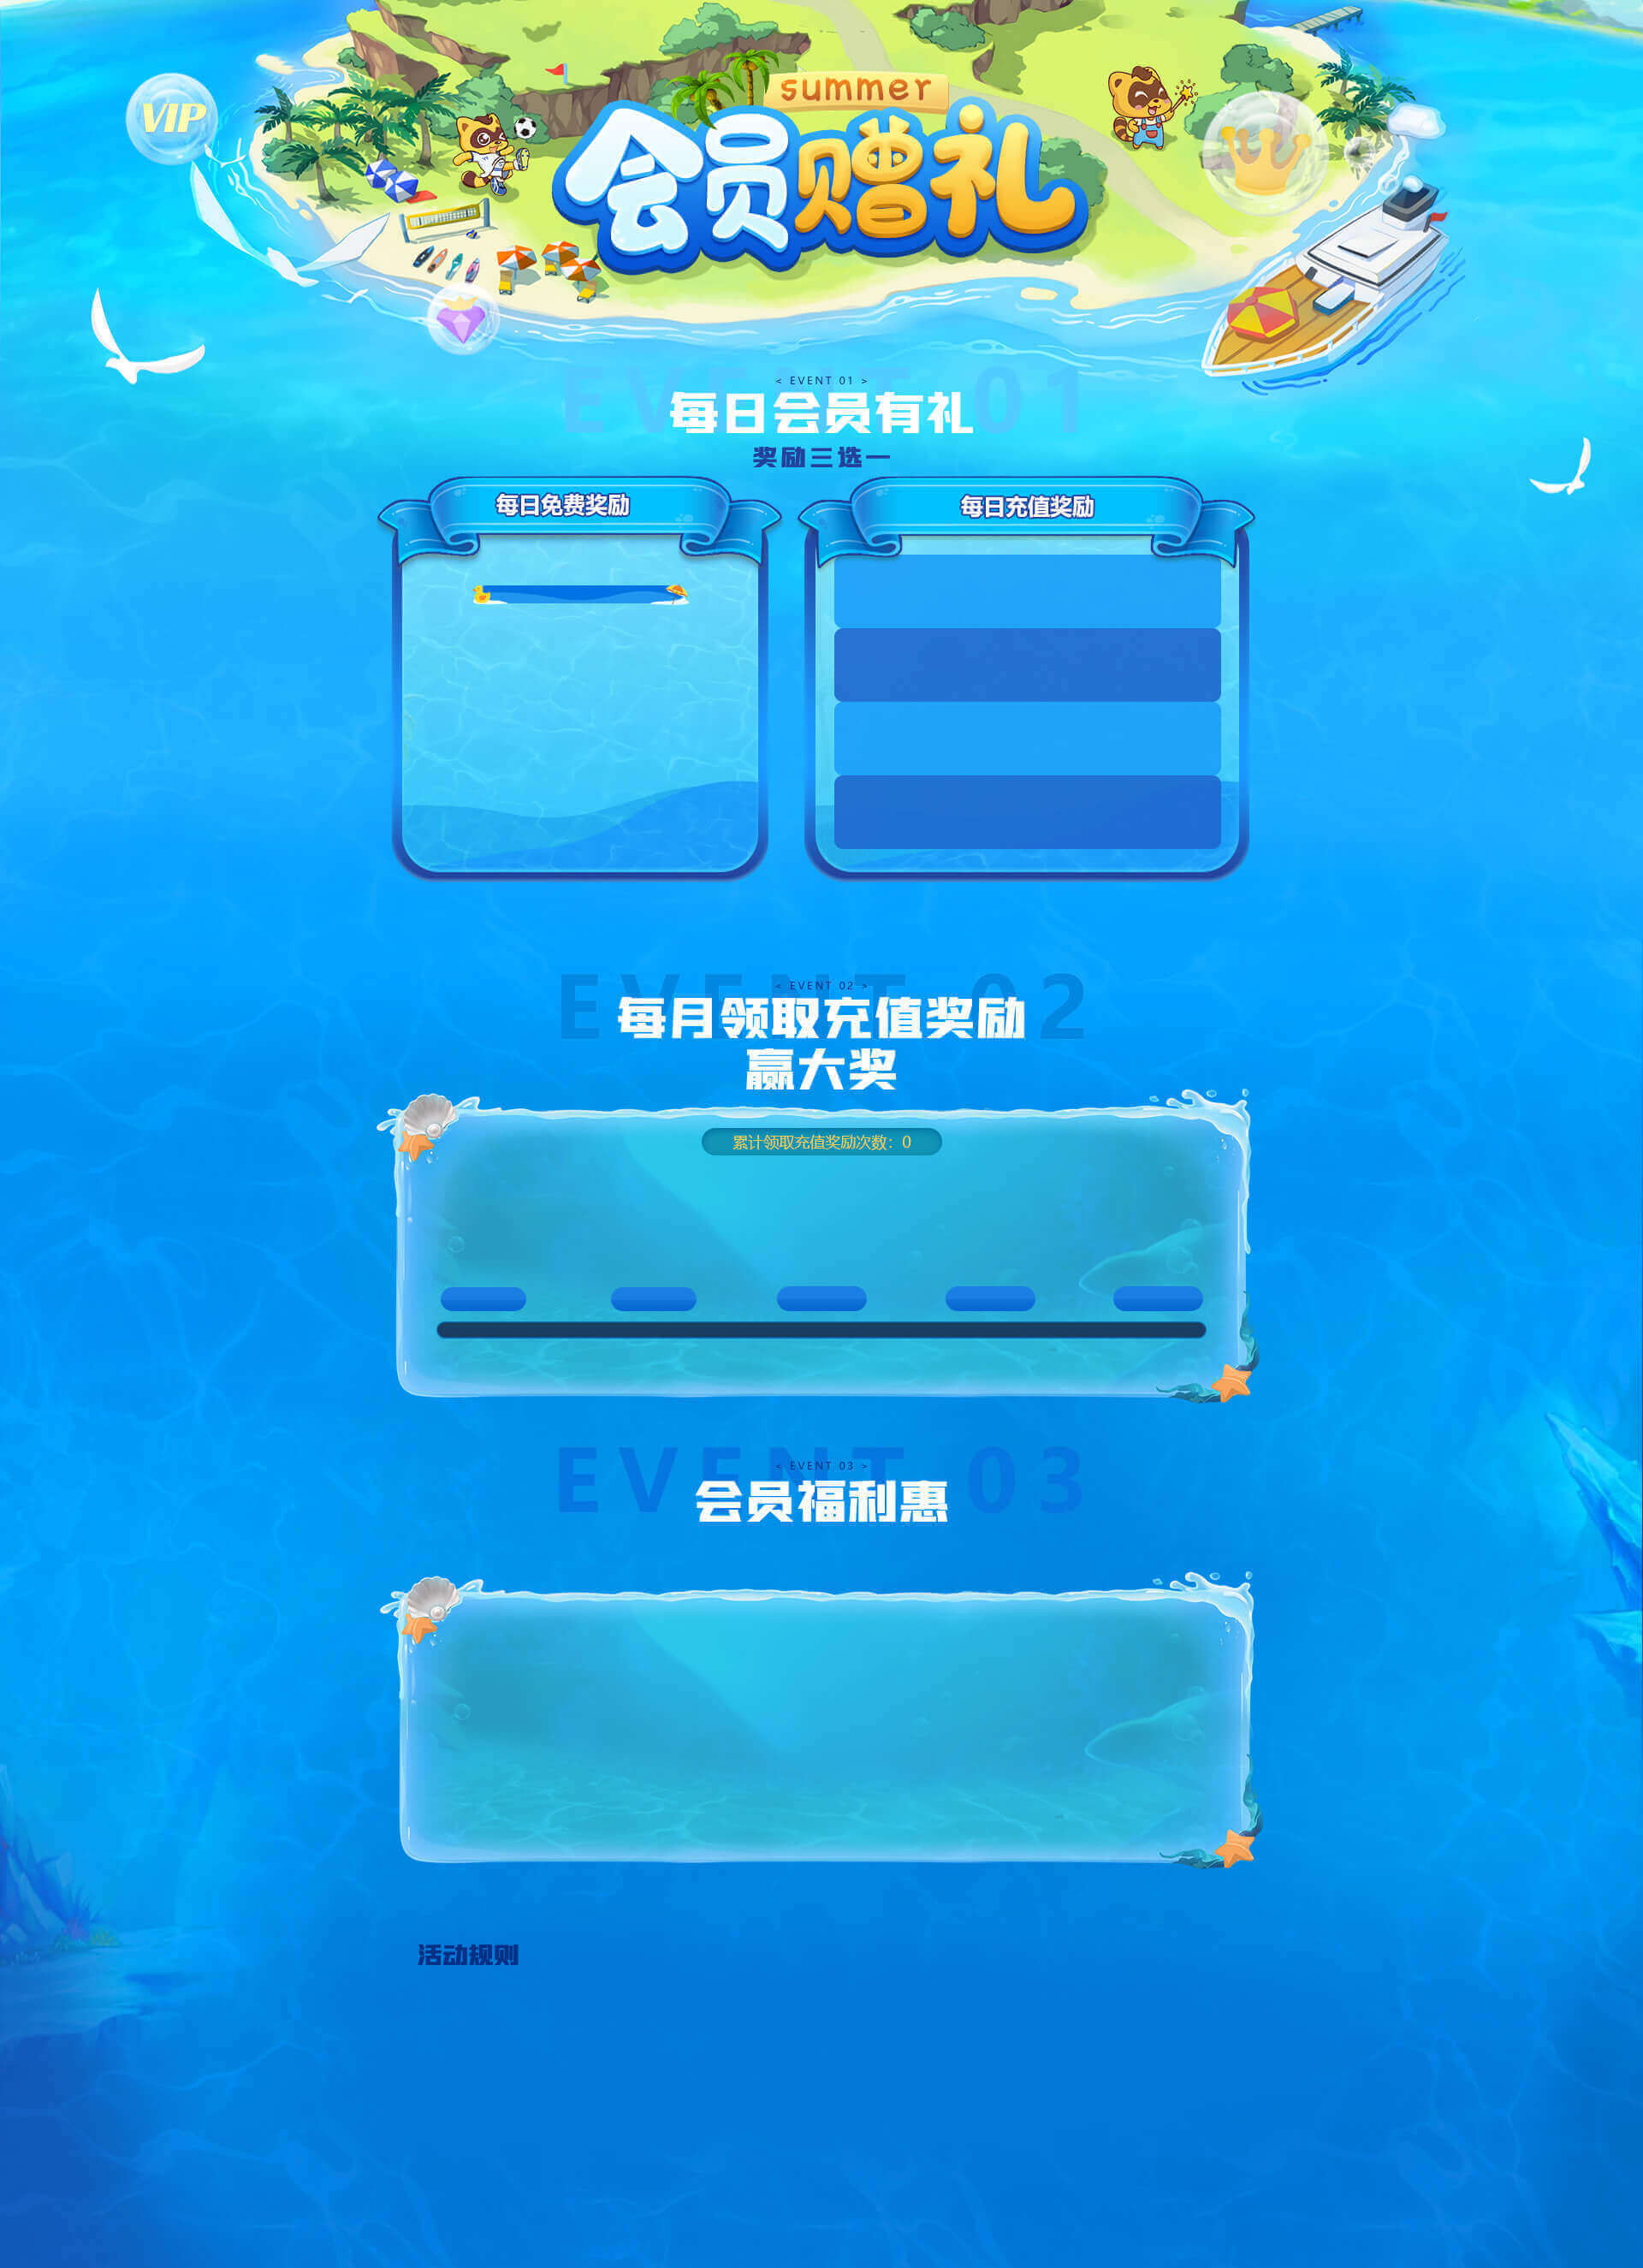 VIP
summer
会员赠礼
EVENT 01
< EVENT 01 >
每日会员有礼
奖励三选一
每日免费奖励
每日充值奖励
EVENT 02
< EVENT 02 >
每月领取充值奖励
赢大奖
累计领取充值奖励次数：0
EVENT 03
< EVENT 03 >
会员福利惠
活动规则